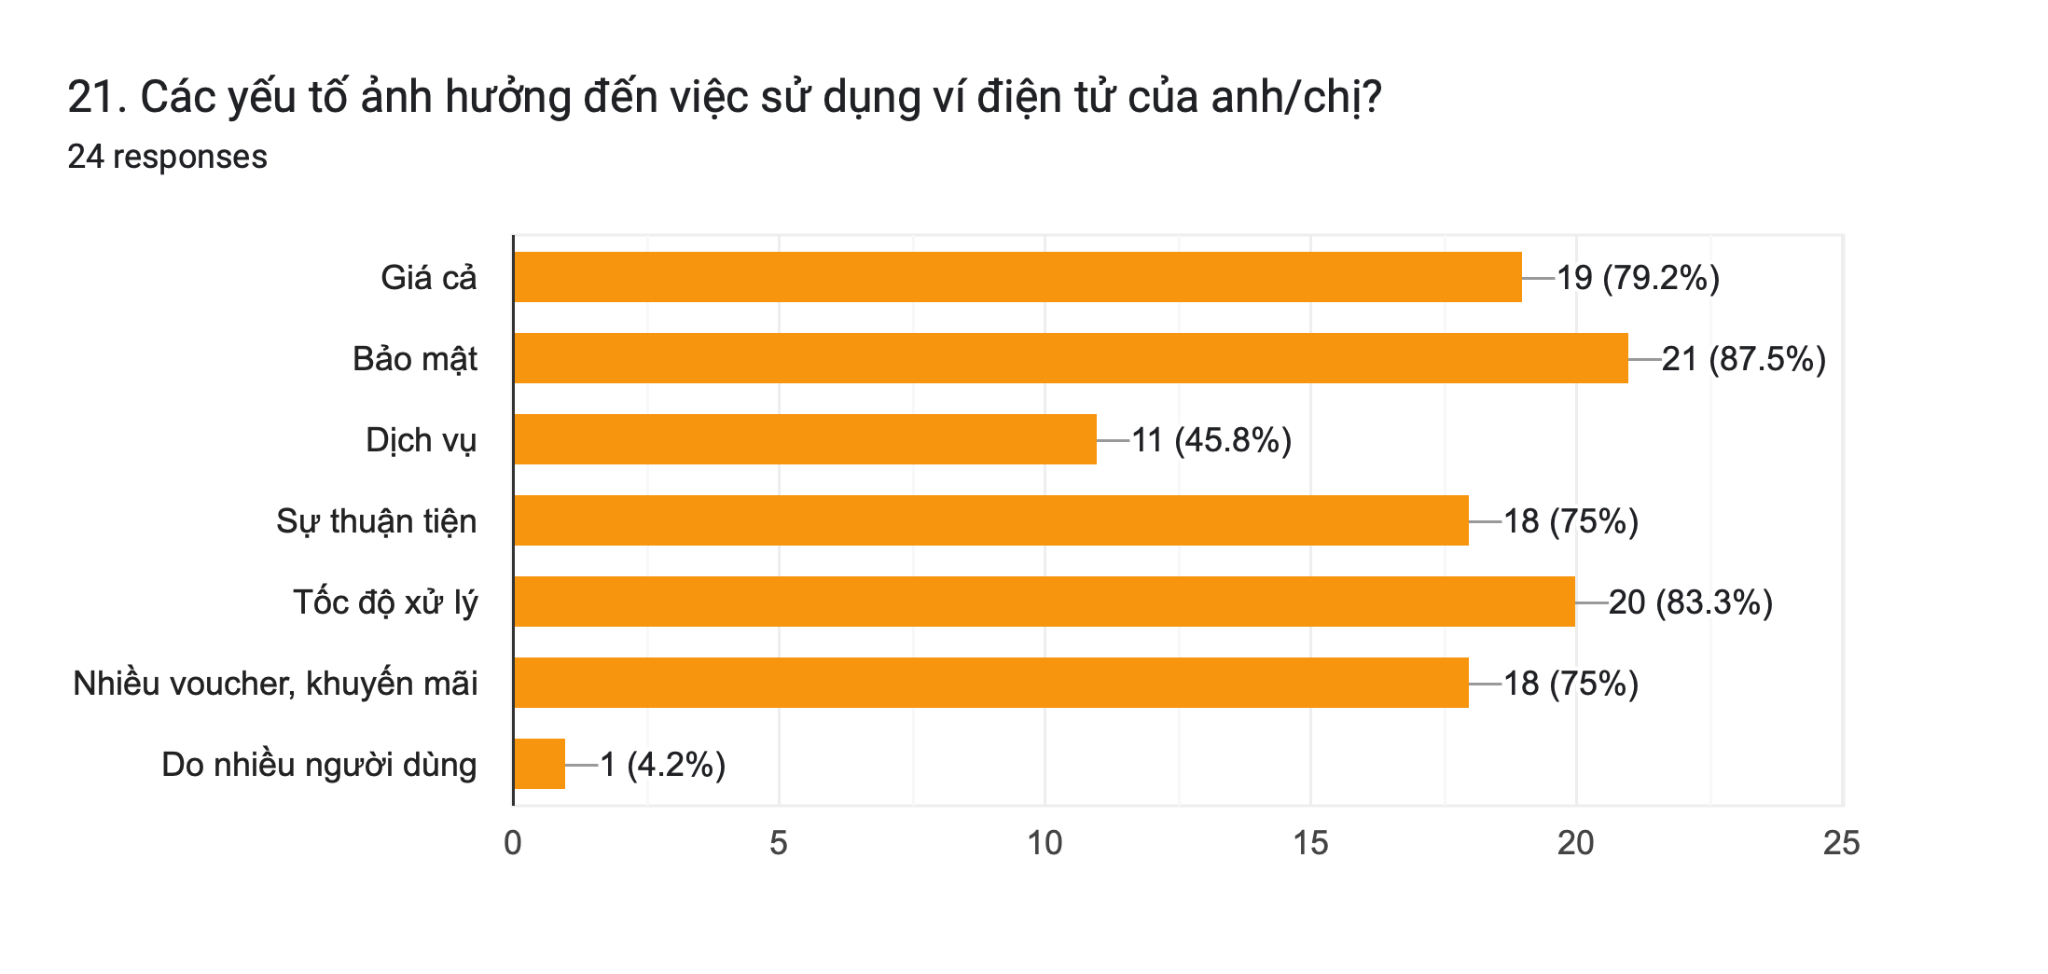 21. Các yếu tố ảnh hưởng đến việc sử dụng ví điện tử của anh/chị?
24 responses
Giá cả 19 (79.2%)
Bảo mật 21 (87.5%)
Dịch vụ 11 (45.8%)
Sự thuận tiện 18 (75%)
Tốc độ xử lý 20 (83.3%)
Nhiều voucher, khuyến mãi 18 (75%)
Do nhiều người dùng 1 (4.2%)
0 5 10 15 20 25